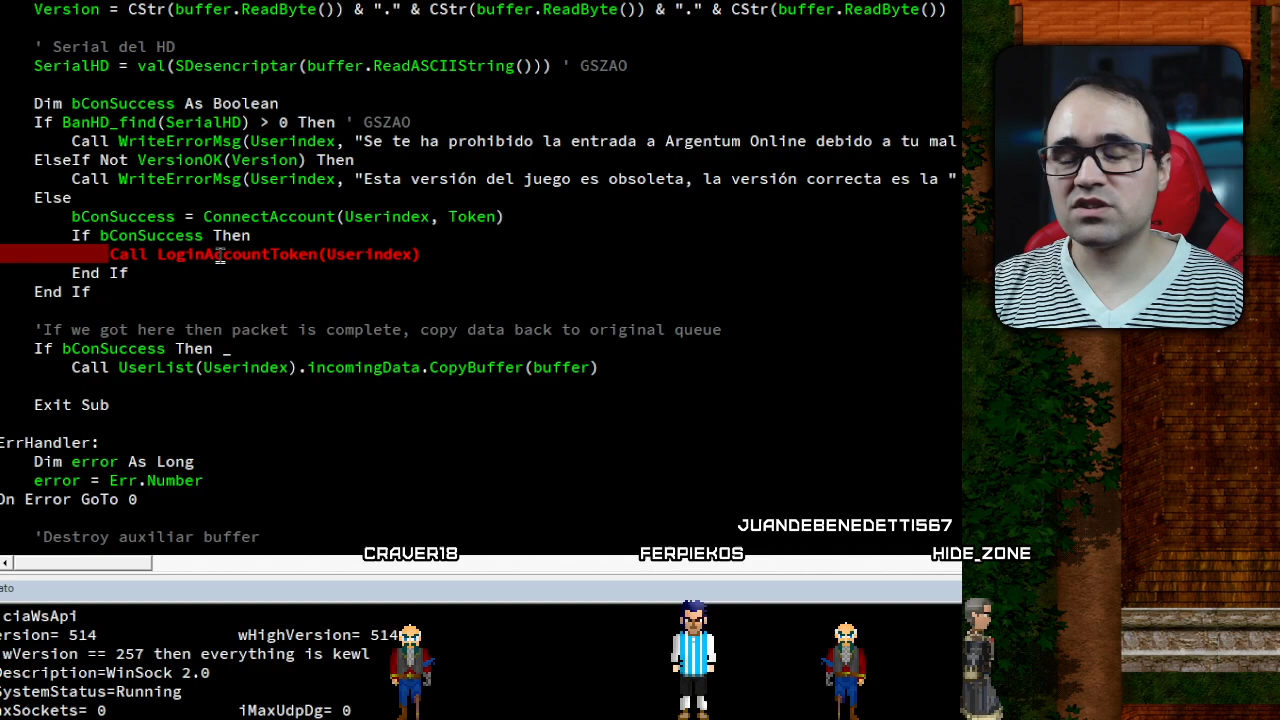 Version = CStr(buffer.ReadByte()) & "." & CStr(buffer.ReadByte()) & "." & CStr(buffer.ReadByte())
' Serial del HD
SerialHD = val(SDesencriptar(buffer.ReadASCIIString())) ' GSZAO
Dim bConSuccess As Boolean
If BanHD_find(SerialHD) > 0 Then ' GSZAO
Call WriteErrorMsg(Userindex, "Se te ha prohibido la entrada a Argentum Online debido a tu mal
ElseIf Not VersionOK(Version) Then
Call WriteErrorMsg(Userindex, "Esta versión del juego es obsoleta, la versión correcta es la "
Else
bConSuccess = ConnectAccount(Userindex, Token)
If bConSuccess Then
Call LoginAccountToken(Userindex)
End If
End If
'If we got here then packet is complete, copy data back to original queue
If bConSuccess Then _
Call UserList(Userindex).incomingData.CopyBuffer(buffer)
Exit Sub
ErrHandler:
Dim error As Long
error = Err.Number
On Error GoTo 0
'Destroy auxiliar buffer
JUANDEBENEDETTI567
CRAVER18 FERPIEKOS HIDE_ZONE
ato
ciaWsApi
ersion= 514 wHighVersion= 514
wVersion == 257 then everything is kewl
Description=WinSock 2.0
SystemStatus=Running
axSockets= 0 iMaxUdpDg= 0